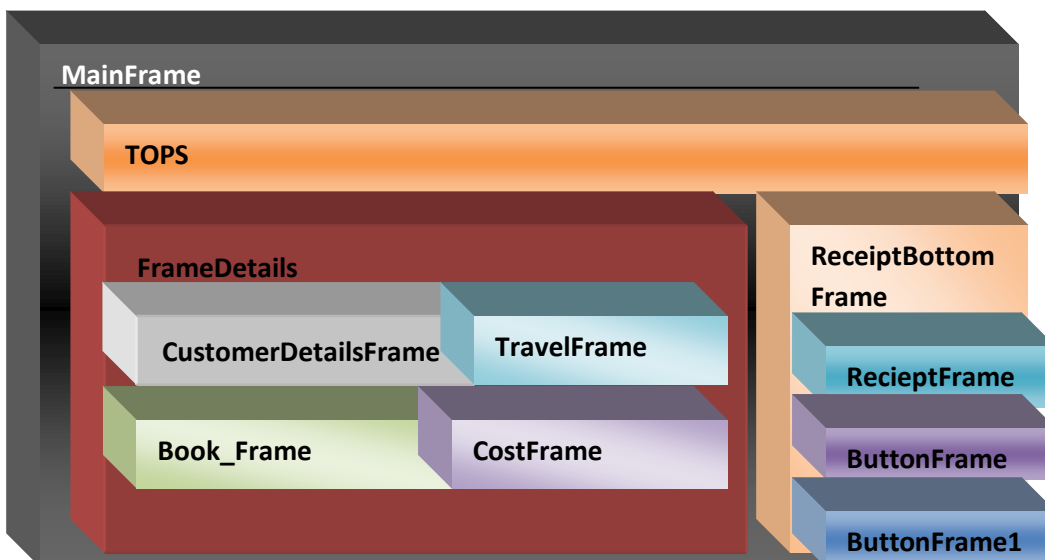 MainFrame
TOPS
FrameDetails
CustomerDetailsFrame
TravelFrame
Book_Frame
CostFrame
ReceiptBottom
Frame
RecieptFrame
ButtonFrame
ButtonFrame1